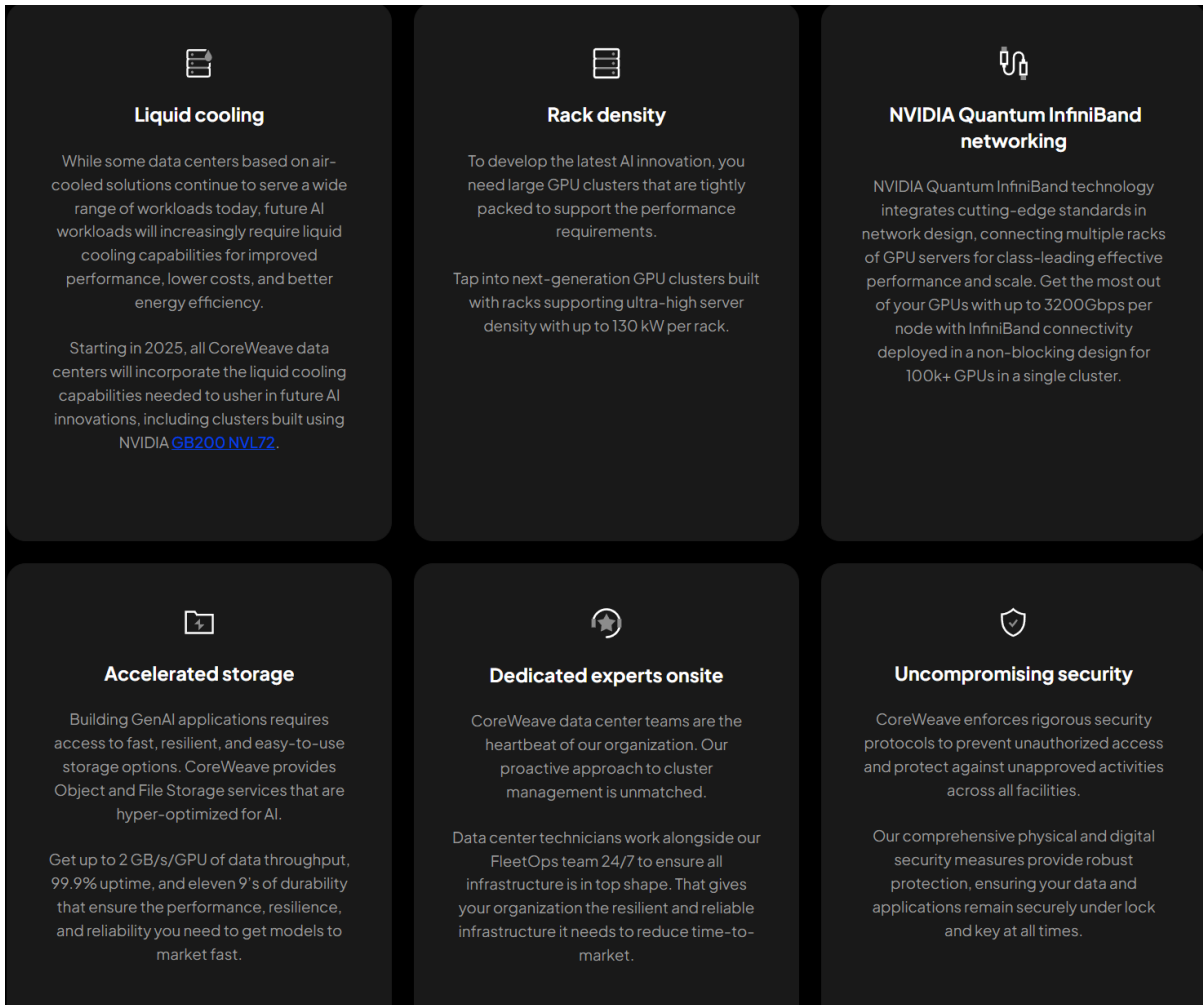 Liquid cooling
While some data centers based on air-
cooled solutions continue to serve a wide
range of workloads today, future AI
workloads will increasingly require liquid
cooling capabilities for improved
performance, lower costs, and better
energy efficiency.
Starting in 2025, all CoreWeave data
centers will incorporate the liquid cooling
capabilities needed to usher in future AI
innovations, including clusters built using
NVIDIA GB200 NVL72.
Rack density
To develop the latest AI innovation, you
need large GPU clusters that are tightly
packed to support the performance
requirements.
Tap into next-generation GPU clusters built
with racks supporting ultra-high server
density with up to 130 kW per rack.
NVIDIA Quantum InfiniBand
networking
NVIDIA Quantum InfiniBand technology
integrates cutting-edge standards in
network design, connecting multiple racks
of GPU servers for class-leading effective
performance and scale. Get the most out
of your GPUs with up to 3200Gbps per
node with InfiniBand connectivity
deployed in a non-blocking design for
100k+ GPUs in a single cluster.
Accelerated storage
Building GenAI applications requires
access to fast, resilient, and easy-to-use
storage options. CoreWeave provides
Object and File Storage services that are
hyper-optimized for AI.
Get up to 2 GB/s/GPU of data throughput,
99.9% uptime, and eleven 9's of durability
that ensure the performance, resilience,
and reliability you need to get models to
market fast.
Dedicated experts onsite
CoreWeave data center teams are the
heartbeat of our organization. Our
proactive approach to cluster
management is unmatched.
Data center technicians work alongside our
FleetOps team 24/7 to ensure all
infrastructure is in top shape. That gives
your organization the resilient and reliable
infrastructure it needs to reduce time-to-
market.
Uncompromising security
CoreWeave enforces rigorous security
protocols to prevent unauthorized access
and protect against unapproved activities
across all facilities.
Our comprehensive physical and digital
security measures provide robust
protection, ensuring your data and
applications remain securely under lock
and key at all times.